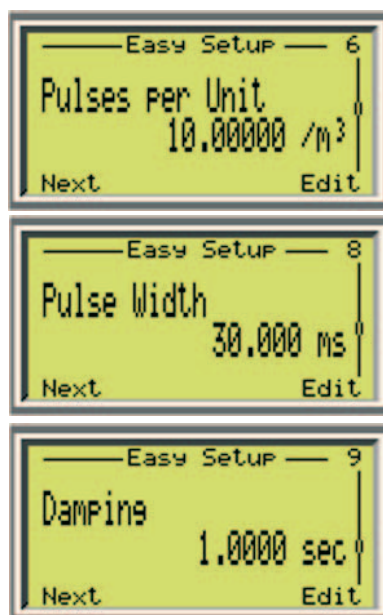 Easy Setup 6
Pulses per Unit
10.00000 /m³
Next Edit
Easy Setup 8
Pulse Width
30.000 ms
Next Edit
Easy Setup 9
Damping
1.0000 sec
Next Edit